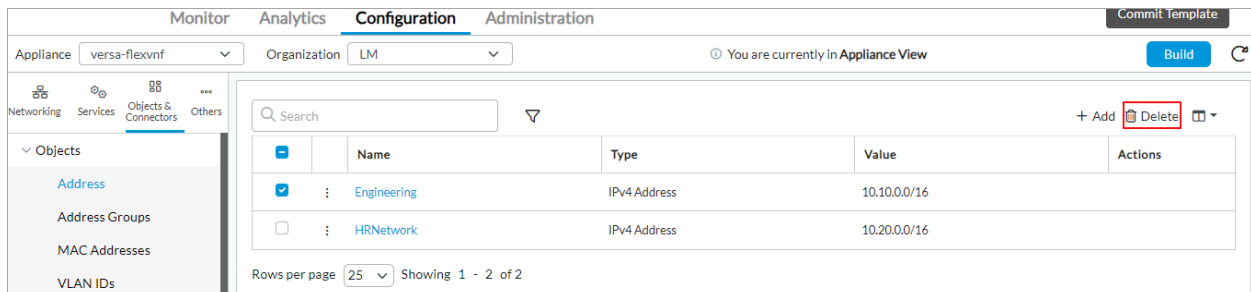 Monitor Analytics Configuration Administration Commit Template
Appliance versa-flexvnf Organization LM You are currently in Appliance View Build
Networking Services Objects & Connectors Others
Search + Add Delete
Objects
Name Type Value Actions
Address
Engineering IPv4 Address 10.10.0.0/16
Address Groups
HRNetwork IPv4 Address 10.20.0.0/16
MAC Addresses
Rows per page 25 Showing 1 - 2 of 2
VLAN IDs